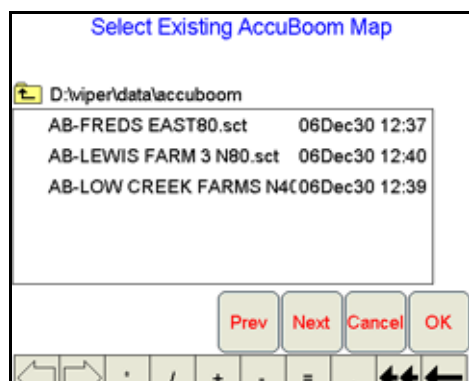 Select Existing AccuBoom Map
D:\viper\data\accuboom
AB-FREDS EAST80.sct 06Dec30 12:37
AB-LEWIS FARM 3 N80.sct 06Dec30 12:40
AB-LOW CREEK FARMS N4 06Dec30 12:39
Prev Next Cancel OK
* / + - =